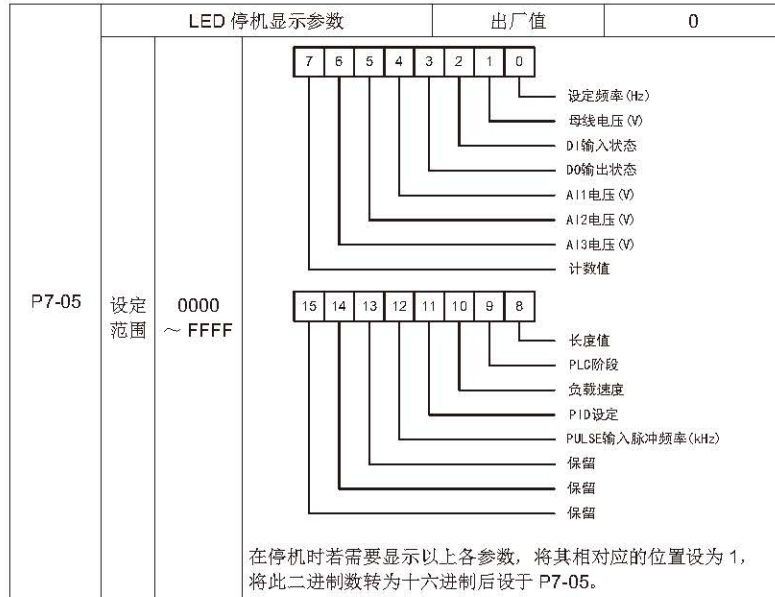 LED 停机显示参数 出厂值 0
7 6 5 4 3 2 1 0
设定频率(Hz)
母线电压(V)
DI输入状态
DO输出状态
AI1电压(V)
AI2电压(V)
AI3电压(V)
计数值
P7-05 设定范围 0000～FFFF
15 14 13 12 11 10 9 8
长度值
PLC阶段
负载速度
PID设定
PULSE输入脉冲频率(kHz)
保留
保留
保留
在停机时若需要显示以上各参数，将其相对应的位置设为 1，
将此二进制数转为十六进制后设于 P7-05。